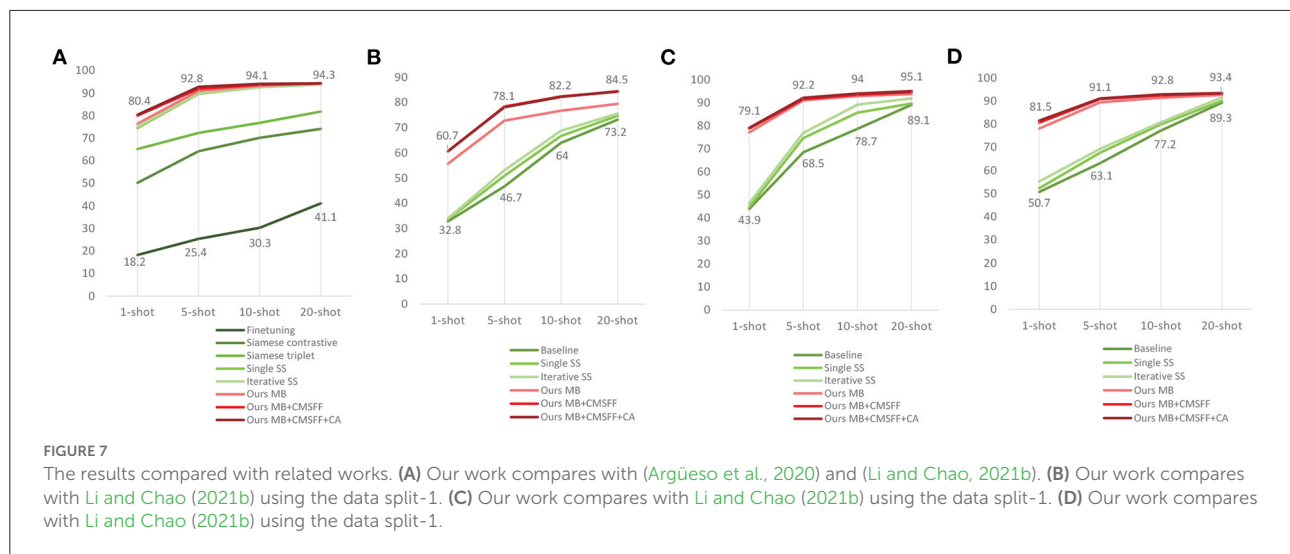 A
100
90
80
70
60
50
40
30
20
10
0
80.4
92.8
94.1
94.3
18.2
25.4
30.3
41.1
1-shot 5-shot 10-shot 20-shot
Finetuning
Siamese contrastive
Siamese triplet
Single SS
Iterative SS
Ours MB
Ours MB+CMSFF
Ours MB+CMSFF+CA
B
90
80
70
60
50
40
30
20
10
0
60.7
78.1
82.2
84.5
32.8
46.7
64
73.2
1-shot 5-shot 10-shot 20-shot
Baseline
Single SS
Iterative SS
Ours MB
Ours MB+CMSFF
Ours MB+CMSFF+CA
C
100
90
80
70
60
50
40
30
20
10
0
79.1
92.2
94
95.1
43.9
68.5
78.7
89.1
1-shot 5-shot 10-shot 20-shot
Baseline
Single SS
Iterative SS
Ours MB
Ours MB+CMSFF
Ours MB+CMSFF+CA
D
100
90
80
70
60
50
40
30
20
10
0
81.5
91.1
92.8
93.4
50.7
63.1
77.2
89.3
1-shot 5-shot 10-shot 20-shot
Baseline
Single SS
Iterative SS
Ours MB
Ours MB+CMSFF
Ours MB+CMSFF+CA
FIGURE 7
The results compared with related works. (A) Our work compares with (Argüeso et al., 2020) and (Li and Chao, 2021b). (B) Our work compares
with Li and Chao (2021b) using the data split-1. (C) Our work compares with Li and Chao (2021b) using the data split-1. (D) Our work compares
with Li and Chao (2021b) using the data split-1.